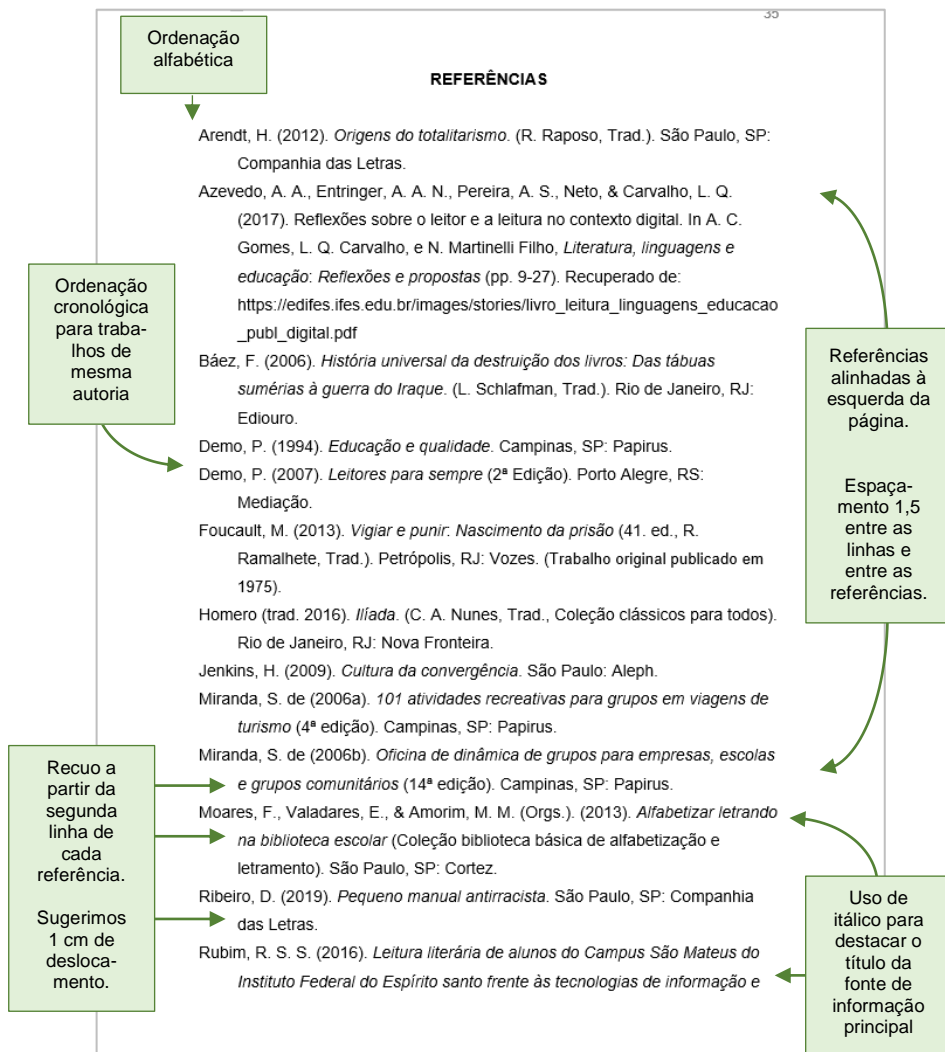 35
Ordenação
alfabética
REFERÊNCIAS
Arendt, H. (2012). Origens do totalitarismo. (R. Raposo, Trad.). São Paulo, SP:
Companhia das Letras.
Azevedo, A. A., Entringer, A. A. N., Pereira, A. S., Neto, & Carvalho, L. Q.
(2017). Reflexões sobre o leitor e a leitura no contexto digital. In A. C.
Gomes, L. Q. Carvalho, e N. Martinelli Filho, Literatura, linguagens e
educação: Reflexões e propostas (pp. 9-27). Recuperado de:
https://edifes.ifes.edu.br/images/stories/livro_leitura_linguagens_educacao
_publ_digital.pdf
Báez, F. (2006). História universal da destruição dos livros: Das tábuas
sumérias à guerra do Iraque. (L. Schlafman, Trad.). Rio de Janeiro, RJ:
Ediouro.
Demo, P. (1994). Educação e qualidade. Campinas, SP: Papirus.
Demo, P. (2007). Leitores para sempre (2ª Edição). Porto Alegre, RS:
Mediação.
Foucault, M. (2013). Vigiar e punir: Nascimento da prisão (41. ed., R.
Ramalhete, Trad.). Petrópolis, RJ: Vozes. (Trabalho original publicado em
1975).
Homero (trad. 2016). Ilíada. (C. A. Nunes, Trad., Coleção clássicos para todos).
Rio de Janeiro, RJ: Nova Fronteira.
Jenkins, H. (2009). Cultura da convergência. São Paulo: Aleph.
Miranda, S. de (2006a). 101 atividades recreativas para grupos em viagens de
turismo (4ª edição). Campinas, SP: Papirus.
Miranda, S. de (2006b). Oficina de dinâmica de grupos para empresas, escolas
e grupos comunitários (14ª edição). Campinas, SP: Papirus.
Moares, F., Valadares, E., & Amorim, M. M. (Orgs.). (2013). Alfabetizar letrando
na biblioteca escolar (Coleção biblioteca básica de alfabetização e
letramento). São Paulo, SP: Cortez.
Ribeiro, D. (2019). Pequeno manual antirracista. São Paulo, SP: Companhia
das Letras.
Rubim, R. S. S. (2016). Leitura literária de alunos do Campus São Mateus do
Instituto Federal do Espírito santo frente às tecnologias de informação e
Ordenação
cronológica
para traba-
lhos de
mesma
autoria
Recuo a
partir da
segunda
linha de
cada
referência.
Sugerimos
1 cm de
desloca-
mento.
Referências
alinhadas à
esquerda da
página.
Espaça-
mento 1,5
entre as
linhas e
entre as
referências.
Uso de
itálico para
destacar o
título da
fonte de
informação
principal